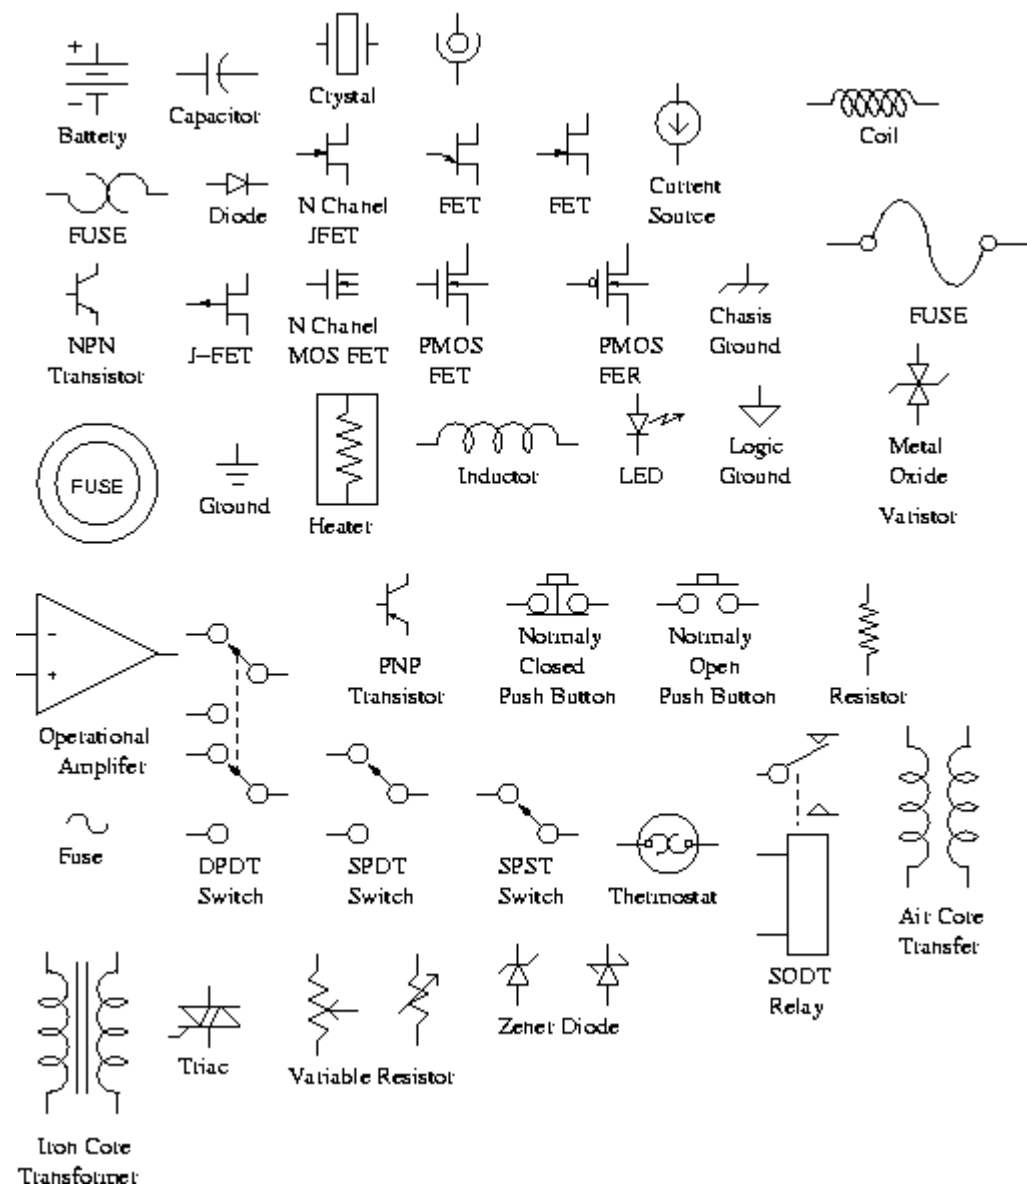 +
−
Battery
Capacitor
Crystal
Coil
FUSE
Diode
N Chanel
JFET
FET
FET
Current
Source
FUSE
NPN
Transistor
J-FET
N Chanel
MOS FET
PMOS
FET
PMOS
FER
Chasis
Ground
FUSE
Ground
Heater
Inductor
LED
Logic
Ground
Metal
Oxide
Varistor
−
+
Operational
Amplifer
PNP
Transistor
Normaly
Closed
Push Button
Normaly
Open
Push Button
Resistor
Fuse
DPDT
Switch
SPDT
Switch
SPST
Switch
Thermostat
SODT
Relay
Air Core
Transfer
Iron Core
Transformer
Triac
Variable Resistor
Zener Diode